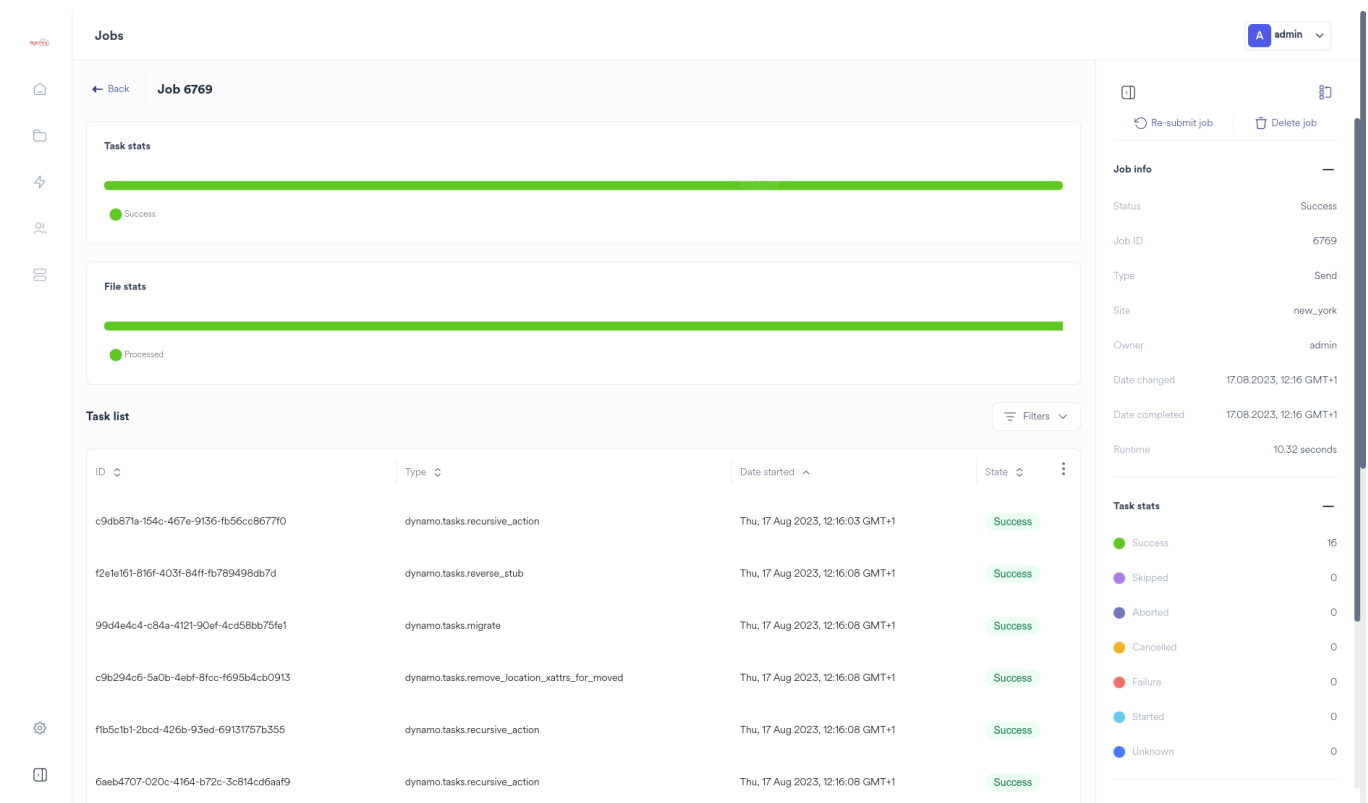 Jobs
A admin
Back Job 6769
Task stats
Success
File stats
Processed
Task list
Filters
ID Type Date started State
c9db871a-154c-467e-9136-fb56cc8677f0 dynamo.tasks.recursive_action Thu, 17 Aug 2023, 12:16:03 GMT+1 Success
f2e1e161-816f-403f-84ff-fb789498db7d dynamo.tasks.reverse_stub Thu, 17 Aug 2023, 12:16:08 GMT+1 Success
99d4e4c4-c84a-4121-90ef-4cd58bb75fe1 dynamo.tasks.migrate Thu, 17 Aug 2023, 12:16:08 GMT+1 Success
c9b294c6-5a0b-4ebf-8fcc-f695b4cb0913 dynamo.tasks.remove_location_xattrs_for_moved Thu, 17 Aug 2023, 12:16:08 GMT+1 Success
f1b5c1b1-2bcd-426b-93ed-69131757b355 dynamo.tasks.recursive_action Thu, 17 Aug 2023, 12:16:08 GMT+1 Success
6aeb4707-020c-4164-b72c-3c814cd6aaf9 dynamo.tasks.recursive_action Thu, 17 Aug 2023, 12:16:08 GMT+1 Success
Re-submit job Delete job
Job info
Status Success
Job ID 6769
Type Send
Site new_york
Owner admin
Date changed 17.08.2023, 12:16 GMT+1
Date completed 17.08.2023, 12:16 GMT+1
Runtime 10.32 seconds
Task stats
Success 16
Skipped 0
Aborted 0
Cancelled 0
Failure 0
Started 0
Unknown 0